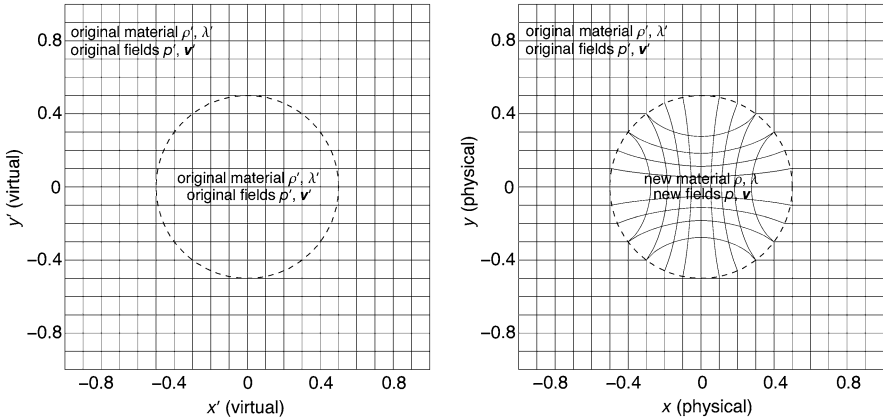 original material ρ′, λ′
original fields p′, v′
original material ρ′, λ′
original fields p′, v′
0.8
0.4
0
−0.4
−0.8
y′ (virtual)
−0.8
−0.4
0
0.4
0.8
x′ (virtual)
original material ρ′, λ′
original fields p′, v′
new material ρ, λ
new fields p, v
0.8
0.4
0
−0.4
−0.8
y (physical)
−0.8
−0.4
0
0.4
0.8
x (physical)